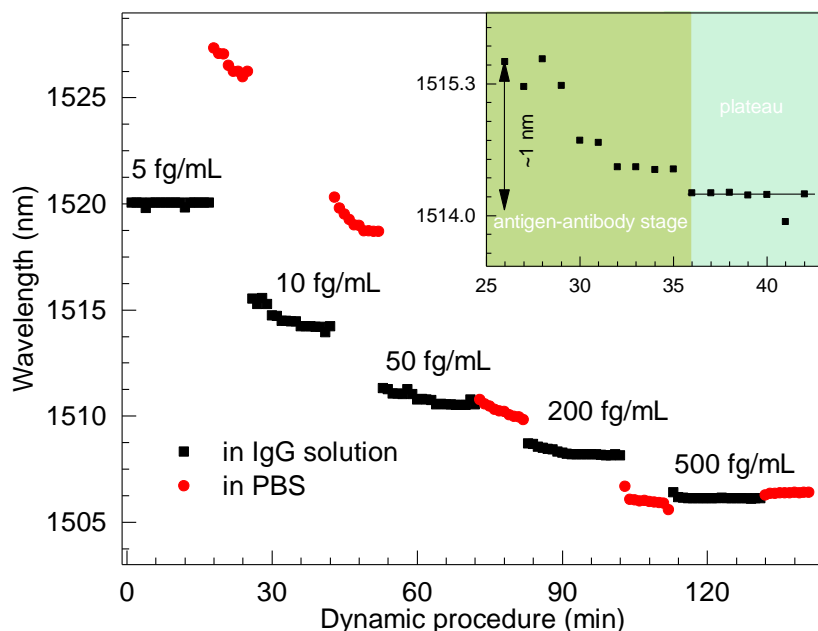 Wavelength (nm)
1525
1520
1515
1510
1505
0
30
60
90
120
Dynamic procedure (min)
5 fg/mL
10 fg/mL
50 fg/mL
200 fg/mL
500 fg/mL
in IgG solution
in PBS
1515.3
1514.0
~1 nm
plateau
antigen-antibody stage
25
30
35
40